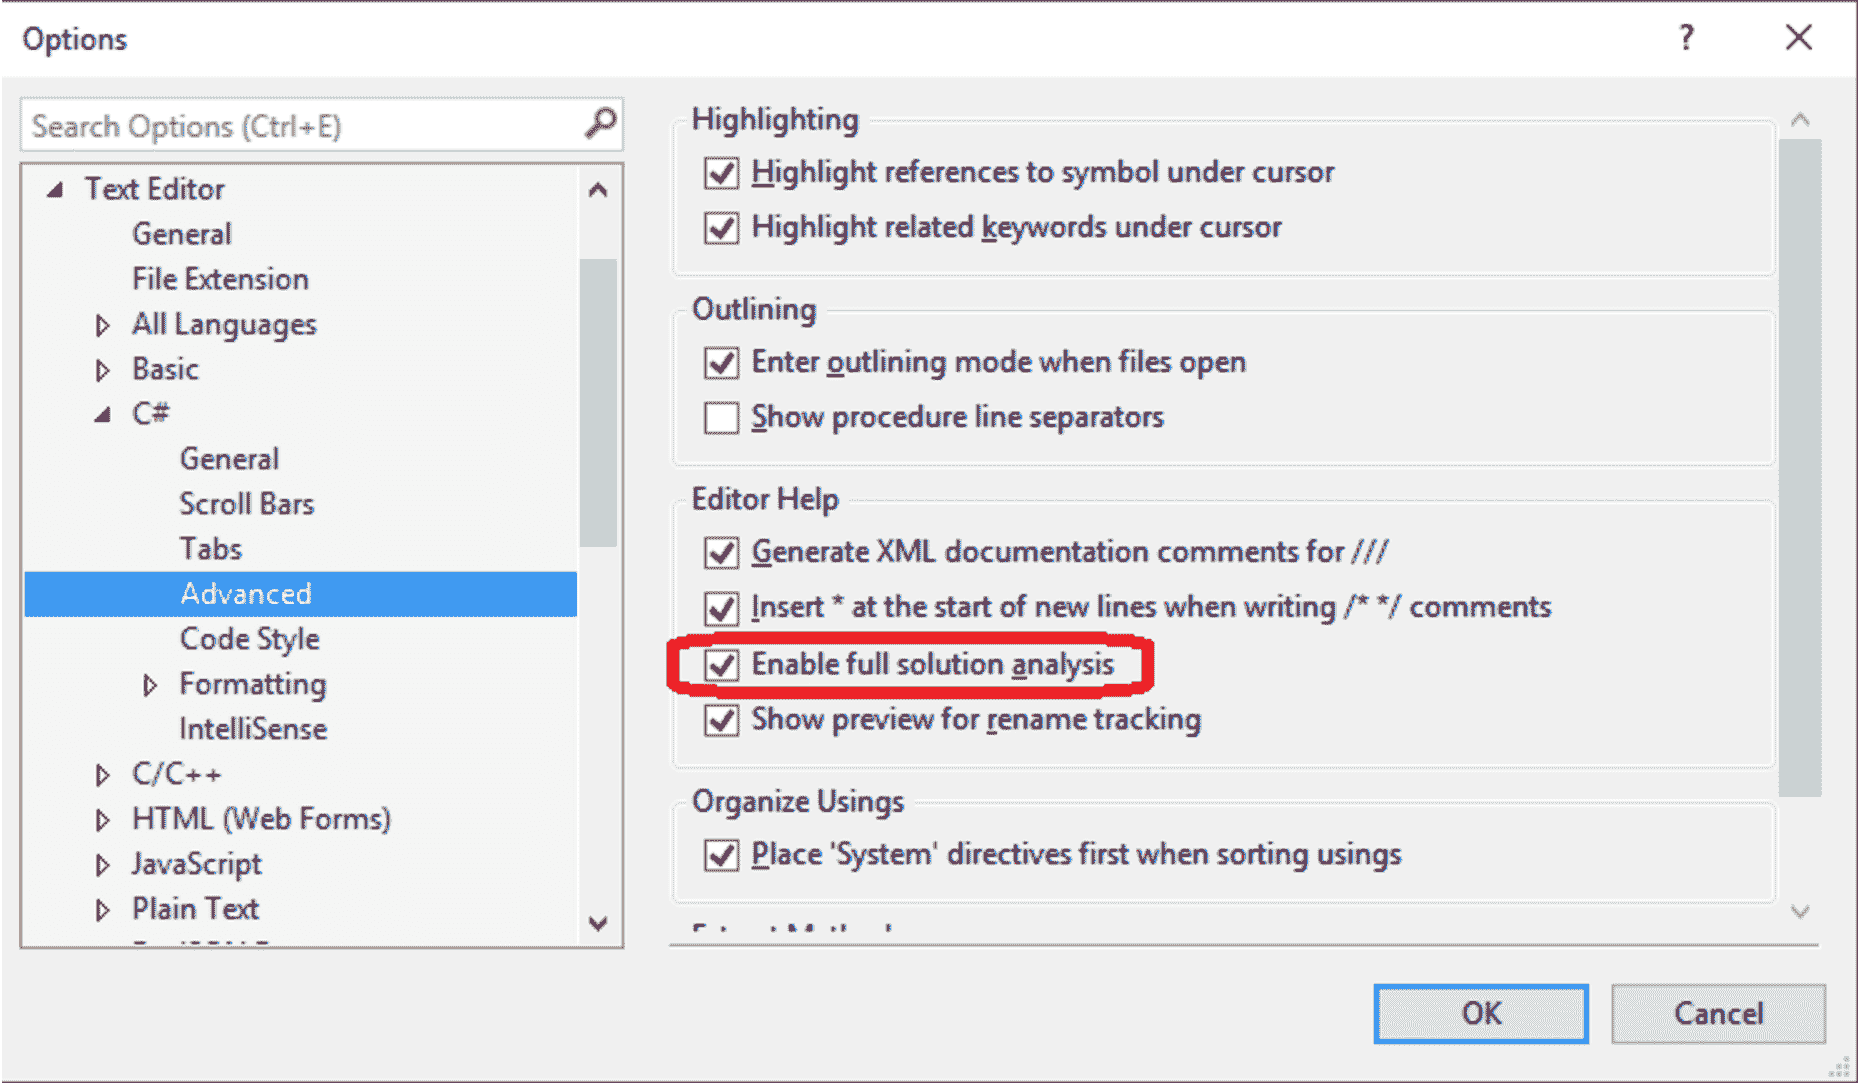 Options
?
Search Options (Ctrl+E)
Text Editor
General
File Extension
All Languages
Basic
C#
General
Scroll Bars
Tabs
Advanced
Code Style
Formatting
IntelliSense
C/C++
HTML (Web Forms)
JavaScript
Plain Text
Highlighting
Highlight references to symbol under cursor
Highlight related keywords under cursor
Outlining
Enter outlining mode when files open
Show procedure line separators
Editor Help
Generate XML documentation comments for ///
Insert * at the start of new lines when writing /* */ comments
Enable full solution analysis
Show preview for rename tracking
Organize Usings
Place 'System' directives first when sorting usings
OK
Cancel